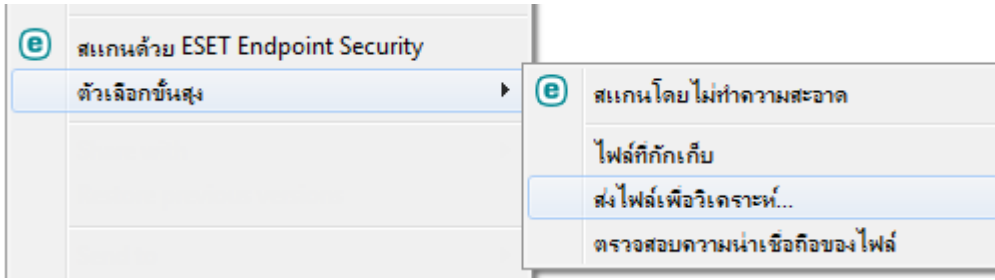 สแกนด้วย ESET Endpoint Security
ตัวเลือกขั้นสูง
สแกนโดยไม่ทำความสะอาด
ไฟล์ที่กักเก็บ
ส่งไฟล์เพื่อวิเคราะห์...
ตรวจสอบความน่าเชื่อถือของไฟล์